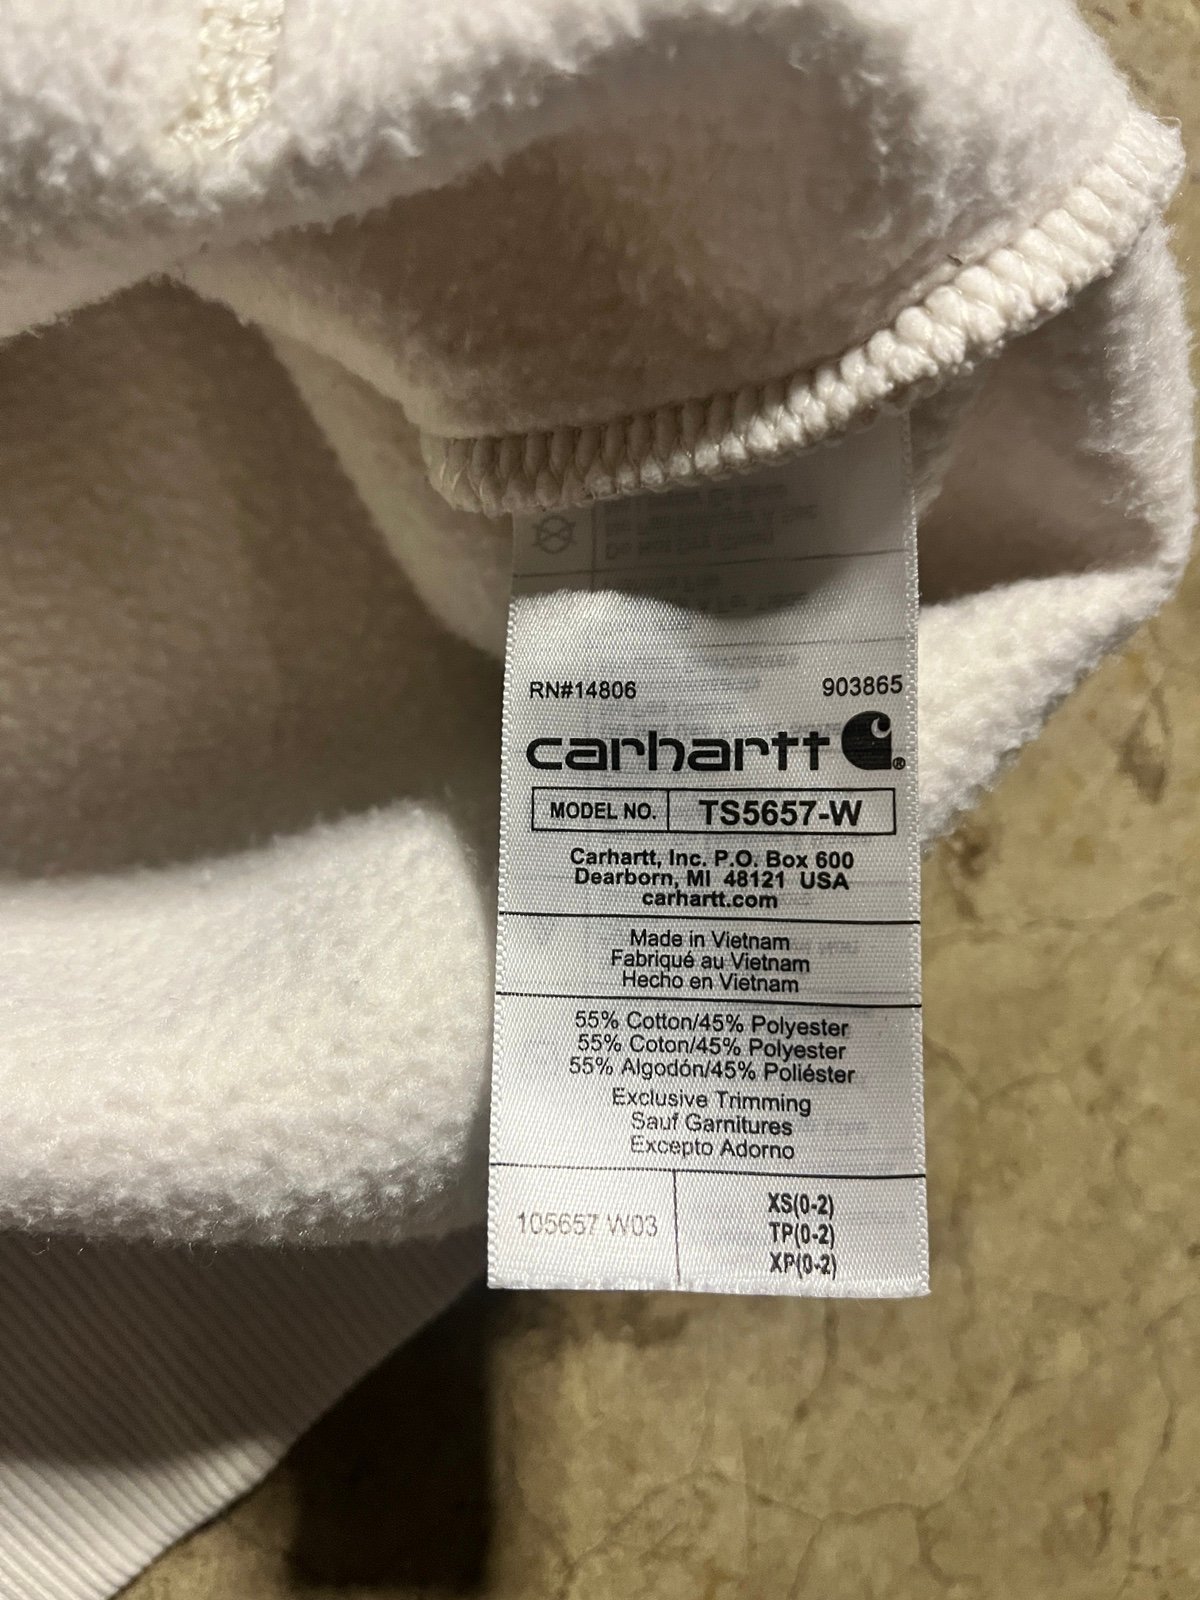 RN#14806 903865
carhartt ®
MODEL NO. TS5657-W
Carhartt, Inc. P.O. Box 600
Dearborn, MI 48121 USA
carhartt.com
Made in Vietnam
Fabriqué au Vietnam
Hecho en Vietnam
55% Cotton/45% Polyester
55% Coton/45% Polyester
55% Algodón/45% Poliéster
Exclusive Trimming
Sauf Garnitures
Excepto Adorno
105657 W03
XS(0-2)
TP(0-2)
XP(0-2)